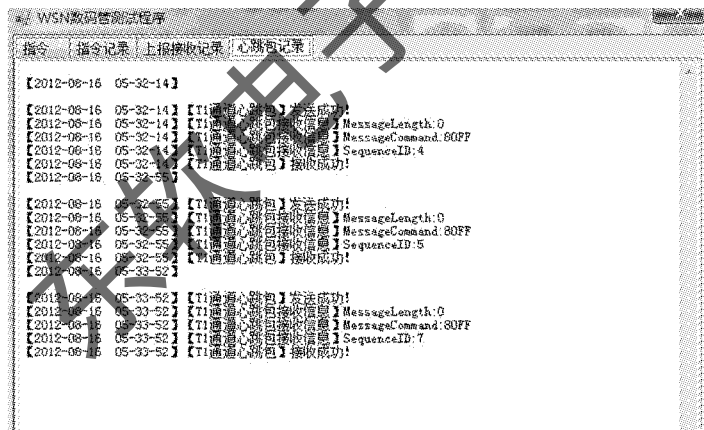 WSN数码管测试程序
指令 指令记录 上报接收记录 心跳包记录
【2012-08-16 05-32-14】
【2012-08-16 05-32-14】【T1通道心跳包】发送成功!
【2012-08-16 05-32-14】【T1通道心跳包接收信息】MessageLength:0
【2012-08-16 05-32-14】【T1通道心跳包接收信息】MessageCommand:80FF
【2012-08-16 05-32-14】【T1通道心跳包接收信息】SequenceID:4
【2012-08-16 05-32-14】【T1通道心跳包】接收成功!
【2012-08-16 05-32-55】
【2012-08-16 05-32-55】【T1通道心跳包】发送成功!
【2012-08-16 05-32-55】【T1通道心跳包接收信息】MessageLength:0
【2012-08-16 05-32-55】【T1通道心跳包接收信息】MessageCommand:80FF
【2012-08-16 05-32-55】【T1通道心跳包接收信息】SequenceID:5
【2012-08-16 05-32-55】【T1通道心跳包】接收成功!
【2012-08-16 05-33-52】
【2012-08-16 05-33-52】【T1通道心跳包】发送成功!
【2012-08-16 05-33-52】【T1通道心跳包接收信息】MessageLength:0
【2012-08-16 05-33-52】【T1通道心跳包接收信息】MessageCommand:80FF
【2012-08-16 05-33-52】【T1通道心跳包接收信息】SequenceID:7
【2012-08-16 05-33-52】【T1通道心跳包】接收成功!
东软电子